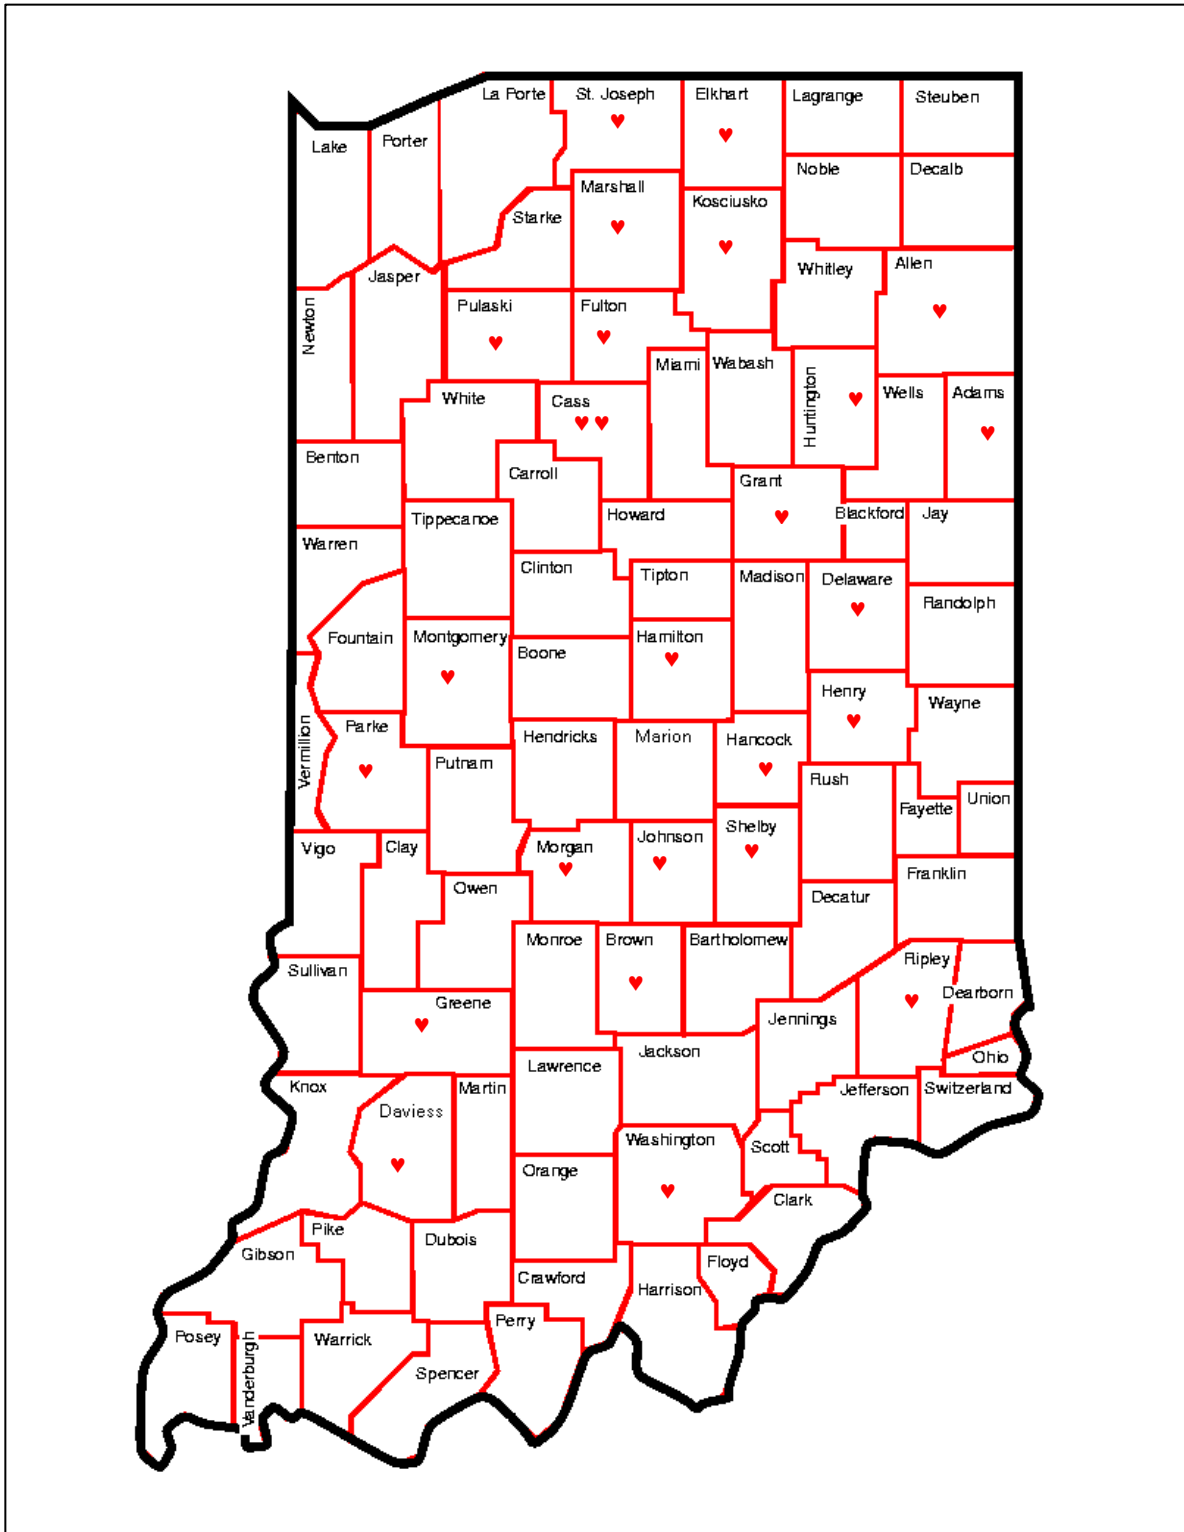 La Porte
St. Joseph
Elkhart
Lagrange
Steuben
Lake
Porter
Noble
Decalb
Marshall
Kosciusko
Starke
Jasper
Whitley
Allen
Newton
Pulaski
Fulton
Miami
Wabash
Huntington
Wells
Adams
White
Cass
Benton
Carroll
Grant
Tippecanoe
Howard
Blackford
Jay
Warren
Clinton
Tipton
Madison
Delaware
Randolph
Fountain
Montgomery
Boone
Hamilton
Henry
Wayne
Vermillion
Parke
Hendricks
Marion
Hancock
Putnam
Rush
Fayette
Union
Vigo
Clay
Morgan
Johnson
Shelby
Owen
Franklin
Decatur
Monroe
Brown
Bartholomew
Ripley
Sullivan
Dearborn
Greene
Jennings
Jackson
Ohio
Lawrence
Knox
Martin
Jefferson
Switzerland
Daviess
Washington
Scott
Orange
Clark
Pike
Dubois
Gibson
Floyd
Crawford
Harrison
Perry
Posey
Vanderburgh
Warrick
Spencer